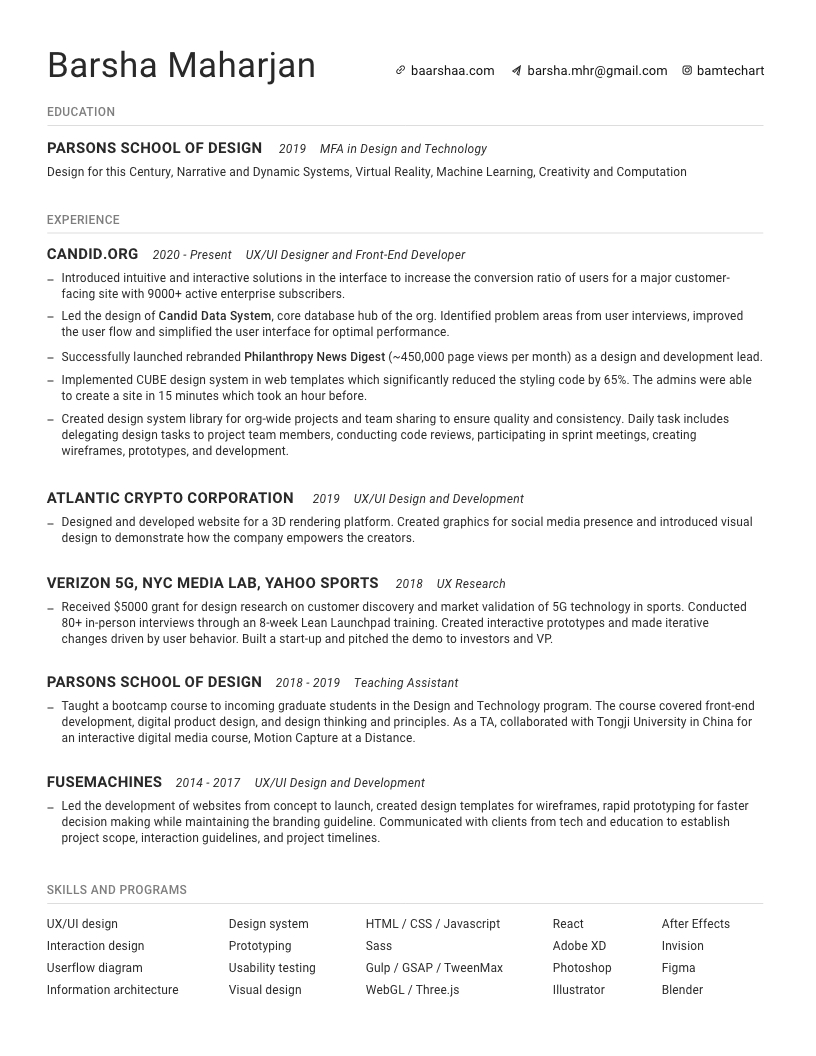 Barsha Maharjan
baarshaa.com barsha.mhr@gmail.com bamtechart
EDUCATION
PARSONS SCHOOL OF DESIGN 2019 MFA in Design and Technology
Design for this Century, Narrative and Dynamic Systems, Virtual Reality, Machine Learning, Creativity and Computation
EXPERIENCE
CANDID.ORG 2020 - Present UX/UI Designer and Front-End Developer
– Introduced intuitive and interactive solutions in the interface to increase the conversion ratio of users for a major customer-
facing site with 9000+ active enterprise subscribers.
– Led the design of Candid Data System, core database hub of the org. Identified problem areas from user interviews, improved
the user flow and simplified the user interface for optimal performance.
– Successfully launched rebranded Philanthropy News Digest (~450,000 page views per month) as a design and development lead.
– Implemented CUBE design system in web templates which significantly reduced the styling code by 65%. The admins were able
to create a site in 15 minutes which took an hour before.
– Created design system library for org-wide projects and team sharing to ensure quality and consistency. Daily task includes
delegating design tasks to project team members, conducting code reviews, participating in sprint meetings, creating
wireframes, prototypes, and development.
ATLANTIC CRYPTO CORPORATION 2019 UX/UI Design and Development
– Designed and developed website for a 3D rendering platform. Created graphics for social media presence and introduced visual
design to demonstrate how the company empowers the creators.
VERIZON 5G, NYC MEDIA LAB, YAHOO SPORTS 2018 UX Research
– Received $5000 grant for design research on customer discovery and market validation of 5G technology in sports. Conducted
80+ in-person interviews through an 8-week Lean Launchpad training. Created interactive prototypes and made iterative
changes driven by user behavior. Built a start-up and pitched the demo to investors and VP.
PARSONS SCHOOL OF DESIGN 2018 - 2019 Teaching Assistant
– Taught a bootcamp course to incoming graduate students in the Design and Technology program. The course covered front-end
development, digital product design, and design thinking and principles. As a TA, collaborated with Tongji University in China for
an interactive digital media course, Motion Capture at a Distance.
FUSEMACHINES 2014 - 2017 UX/UI Design and Development
– Led the development of websites from concept to launch, created design templates for wireframes, rapid prototyping for faster
decision making while maintaining the branding guideline. Communicated with clients from tech and education to establish
project scope, interaction guidelines, and project timelines.
SKILLS AND PROGRAMS
UX/UI design Design system HTML / CSS / Javascript React After Effects
Interaction design Prototyping Sass Adobe XD Invision
Userflow diagram Usability testing Gulp / GSAP / TweenMax Photoshop Figma
Information architecture Visual design WebGL / Three.js Illustrator Blender